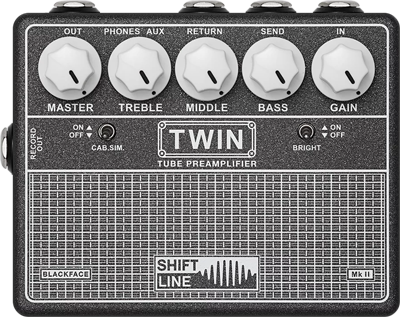 OUT PHONES AUX RETURN SEND IN
MASTER TREBLE MIDDLE BASS GAIN
RECORD OUT
ON
OFF
CAB.SIM.
TWIN
TUBE PREAMPLIFIER
ON
OFF
BRIGHT
BLACKFACE
SHIFT
LINE
Mk II